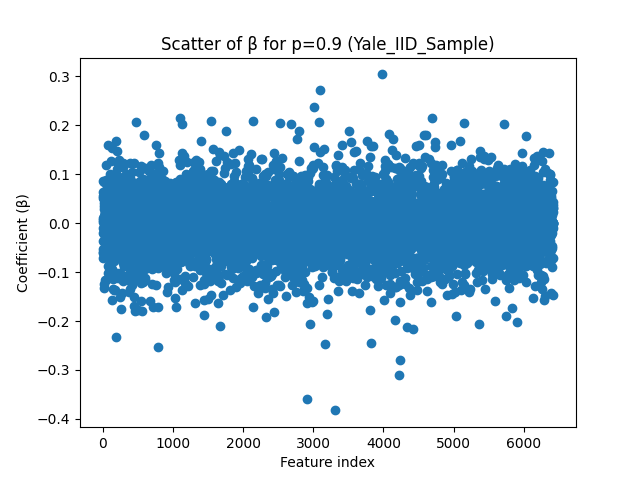 Scatter of β for p=0.9 (Yale_IID_Sample)
Coefficient (β)
0.3
0.2
0.1
0.0
−0.1
−0.2
−0.3
−0.4
0 1000 2000 3000 4000 5000 6000
Feature index